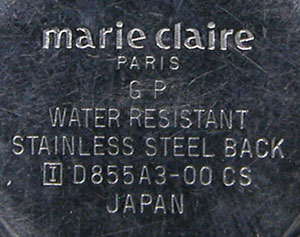 marie claire
PARIS
G P
WATER RESISTANT
STAINLESS STEEL BACK
I D855A3-00 CS
JAPAN